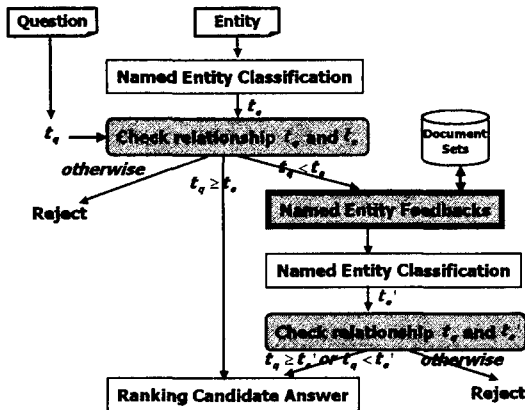 Question
Entity
Named Entity Classification
t_e
t_q
Check relationship t_q and t_e
Document
Sets
otherwise
t_q < t_e
t_q ≥ t_e
Reject
Named Entity Feedbacks
Named Entity Classification
t_e'
Check relationship t_q and t_e'
t_q ≥ t_e' or t_q < t_e'
otherwise
Ranking Candidate Answer
Reject